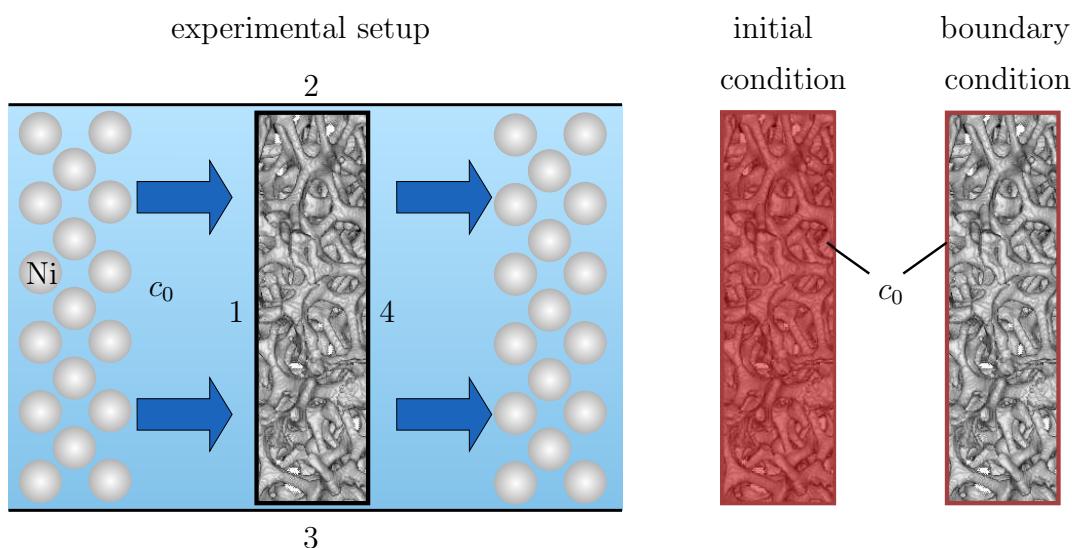 experimental setup
initial
condition
boundary
condition
2
Ni
c₀
1
4
c₀
3